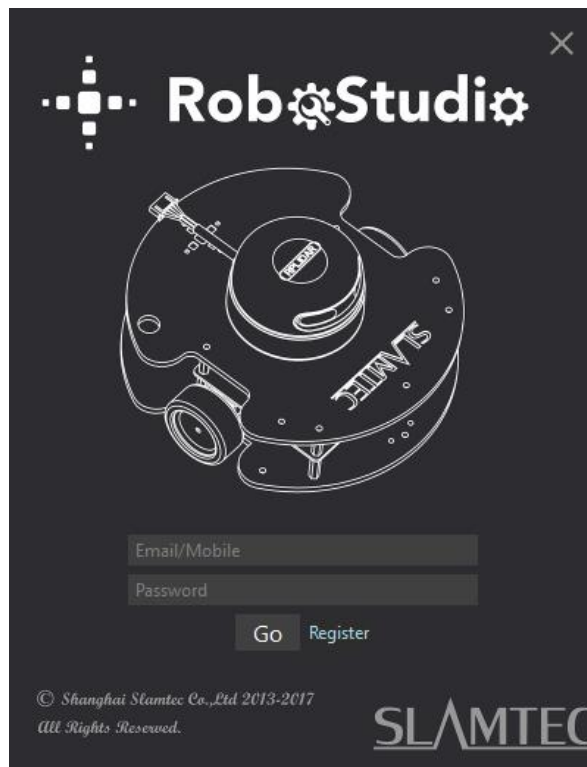 RoboStudio
RPLIDAR
SLAMTEC
Email/Mobile
Password
Go Register
© Shanghai Slamtec Co.,Ltd 2013-2017
All Rights Reserved.
SLAMTEC